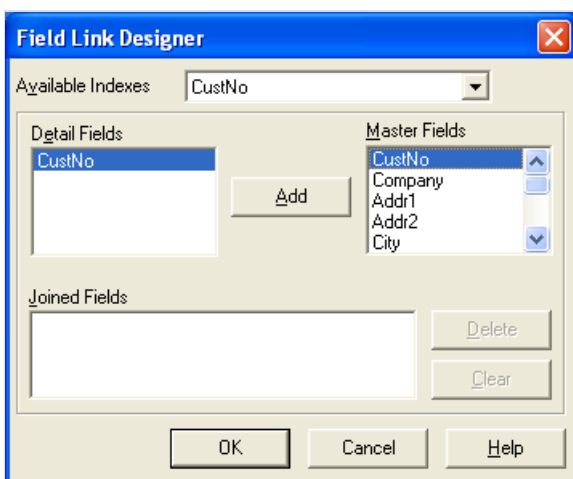 Field Link Designer
Available Indexes CustNo
Detail Fields
CustNo
Add
Master Fields
CustNo
Company
Addr1
Addr2
City
Joined Fields
Delete
Clear
OK Cancel Help